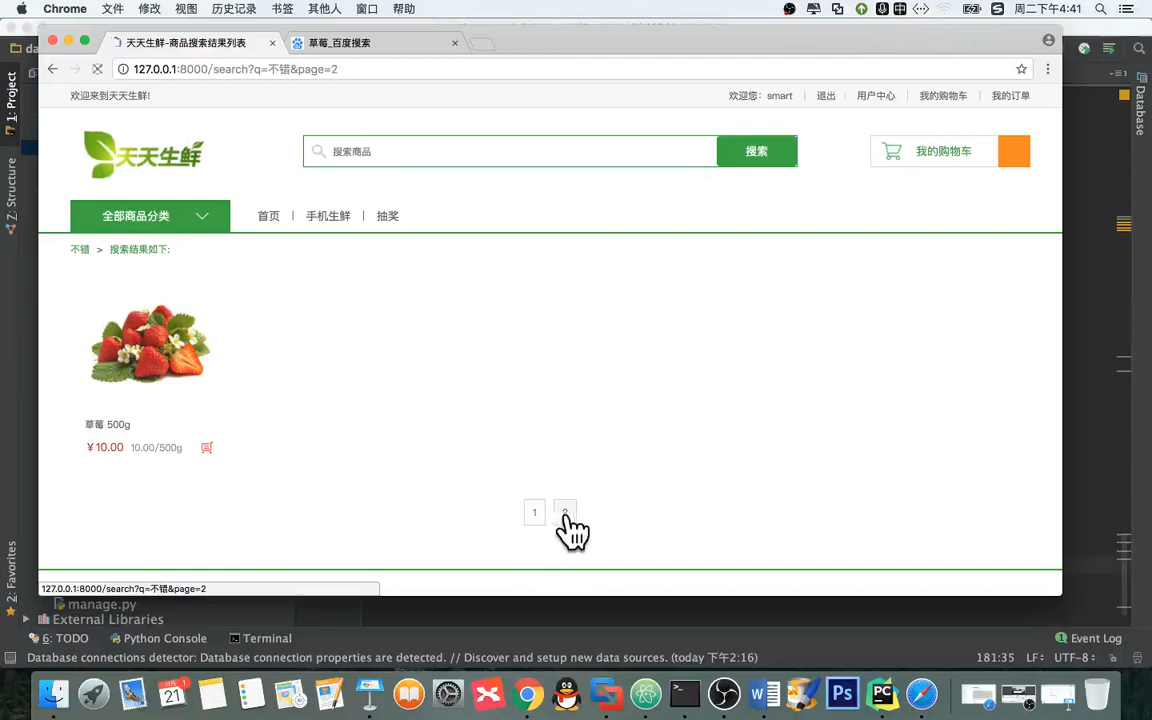 Chrome 文件 修改 视图 历史记录 书签 其他人 窗口 帮助 周二下午4:41
天天生鲜-商品搜索结果列表 草莓_百度搜索
127.0.0.1:8000/search?q=不错&page=2
欢迎来到天天生鲜! 欢迎您: smart | 退出 | 用户中心 | 我的购物车 | 我的订单
天天生鲜 搜索商品 搜索 我的购物车
全部商品分类 首页 | 手机生鲜 | 抽奖
不错 > 搜索结果如下:
草莓 500g
¥10.00 10.00/500g
1 2
127.0.0.1:8000/search?q=不错&page=2
1: Project
Z: Structure
2: Favorites
Database
manage.py
External Libraries
6: TODO Python Console Terminal 1 Event Log
Database connections detector: Database connection properties are detected. // Discover and setup new data sources. (today 下午2:16) 181:35 LF UTF-8
21 1 Ps PC